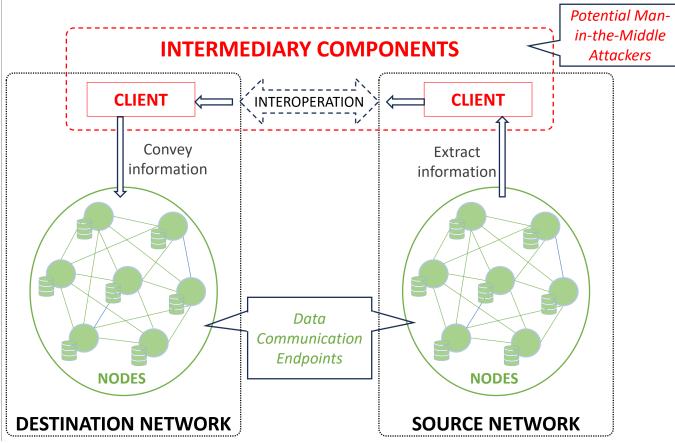 Potential Man-
in-the-Middle
Attackers
INTERMEDIARY COMPONENTS
CLIENT
INTEROPERATION
CLIENT
Convey
information
Extract
information
Data
Communication
Endpoints
NODES
NODES
DESTINATION NETWORK
SOURCE NETWORK